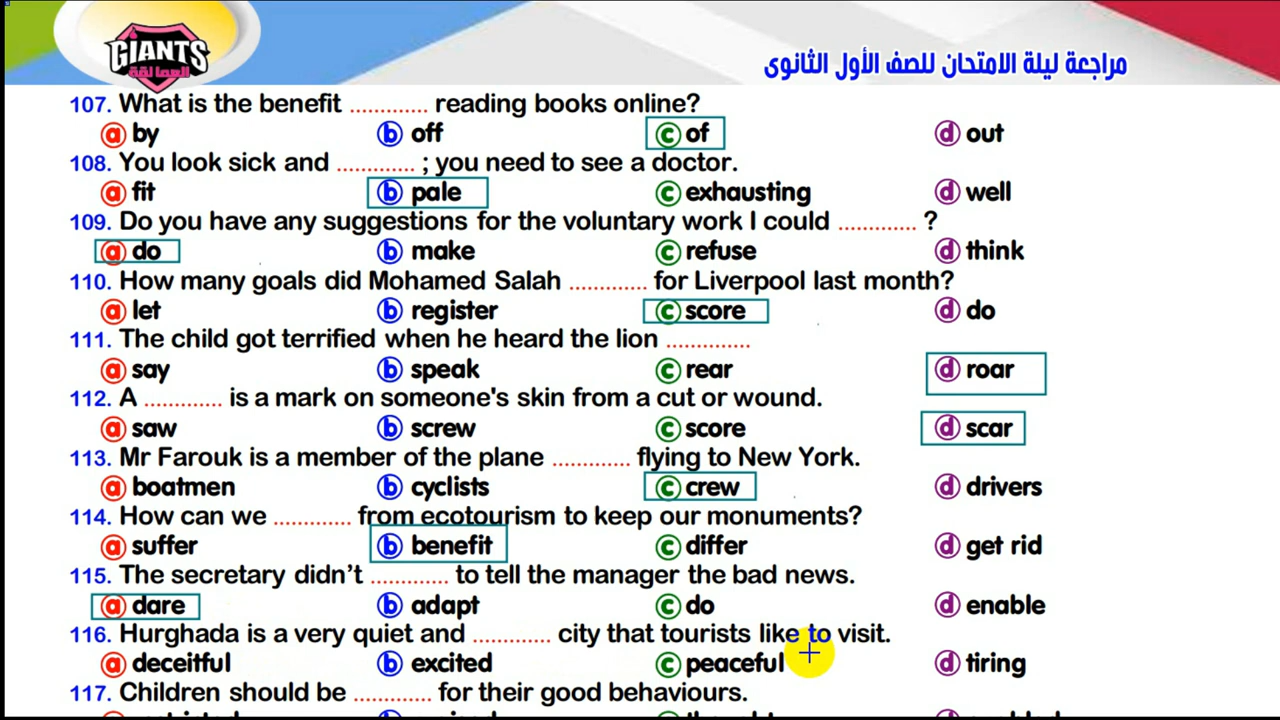 GIANTS
العمالقة
مراجعة ليلة الامتحان للصف الأول الثانوى
107. What is the benefit ............. reading books online?
a by b off c of d out
108. You look sick and ............. ; you need to see a doctor.
a fit b pale c exhausting d well
109. Do you have any suggestions for the voluntary work I could ............. ?
a do b make c refuse d think
110. How many goals did Mohamed Salah ............. for Liverpool last month?
a let b register c score d do
111. The child got terrified when he heard the lion ..............
a say b speak c rear d roar
112. A ............. is a mark on someone's skin from a cut or wound.
a saw b screw c score d scar
113. Mr Farouk is a member of the plane ............. flying to New York.
a boatmen b cyclists c crew d drivers
114. How can we ............. from ecotourism to keep our monuments?
a suffer b benefit c differ d get rid
115. The secretary didn’t ............. to tell the manager the bad news.
a dare b adapt c do d enable
116. Hurghada is a very quiet and ............. city that tourists like to visit.
a deceitful b excited c peaceful d tiring
117. Children should be ............. for their good behaviours.